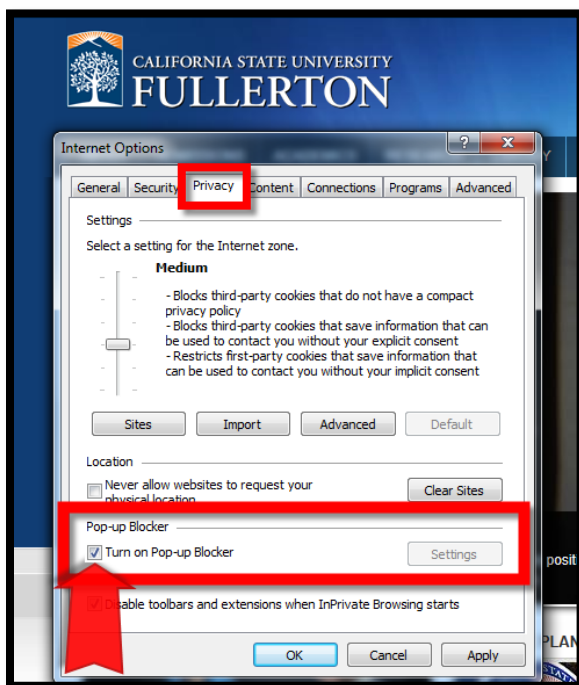 CALIFORNIA STATE UNIVERSITY
FULLERTON
Internet Options
? X
Y
General Security Privacy Content Connections Programs Advanced
Settings
Select a setting for the Internet zone.
Medium
- Blocks third-party cookies that do not have a compact
privacy policy
- Blocks third-party cookies that save information that can
be used to contact you without your explicit consent
- Restricts first-party cookies that save information that
can be used to contact you without your implicit consent
Sites Import Advanced Default
Location
Never allow websites to request your
physical location
Clear Sites
Pop-up Blocker
Turn on Pop-up Blocker Settings
posit
Disable toolbars and extensions when InPrivate Browsing starts
PLAN
OK Cancel Apply